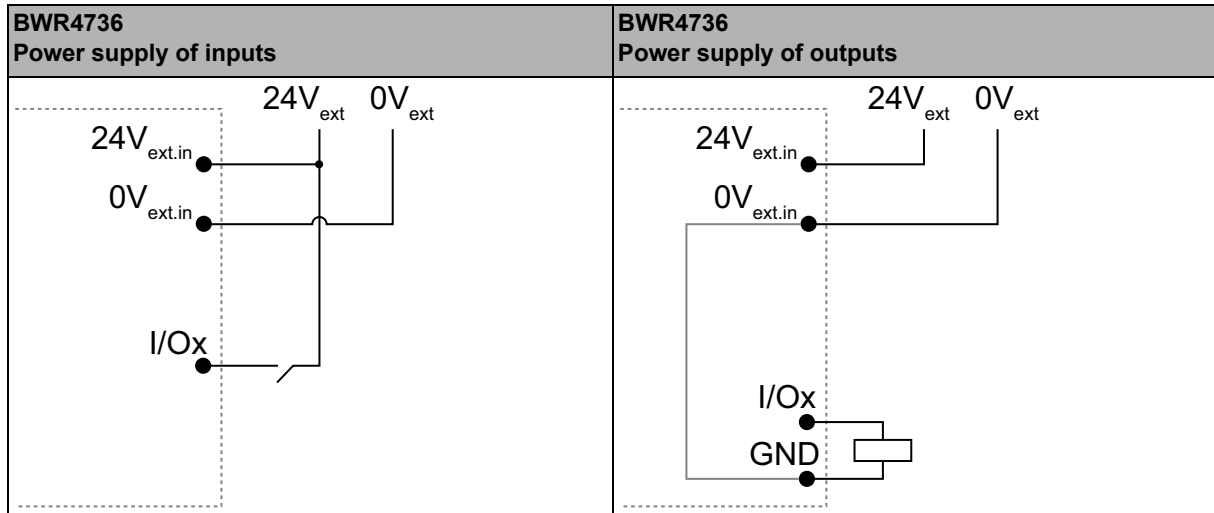 BWR4736
Power supply of inputs
24Vext 0Vext
24Vext.in
0Vext.in
I/Ox
BWR4736
Power supply of outputs
24Vext 0Vext
24Vext.in
0Vext.in
I/Ox
GND